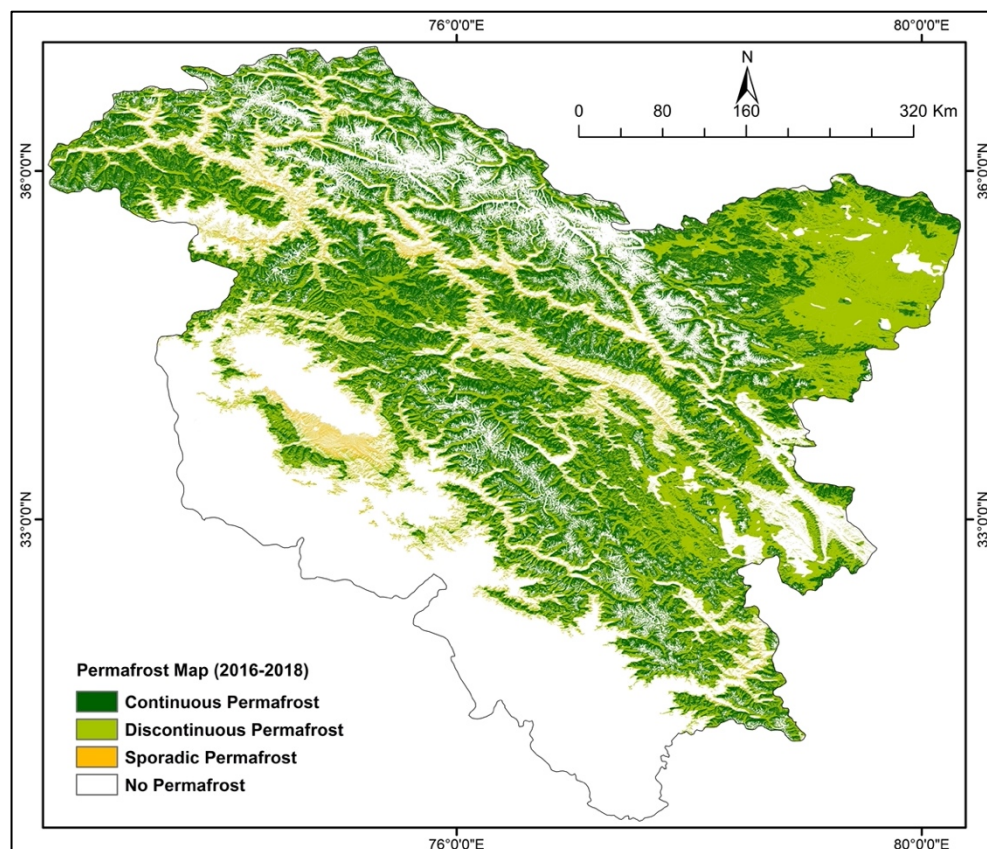 76°0'0"E
80°0'0"E
N
0
80
160
320 Km
36°0'0"N
36°0'0"N
33°0'0"N
33°0'0"N
Permafrost Map (2016-2018)
Continuous Permafrost
Discontinuous Permafrost
Sporadic Permafrost
No Permafrost
76°0'0"E
80°0'0"E